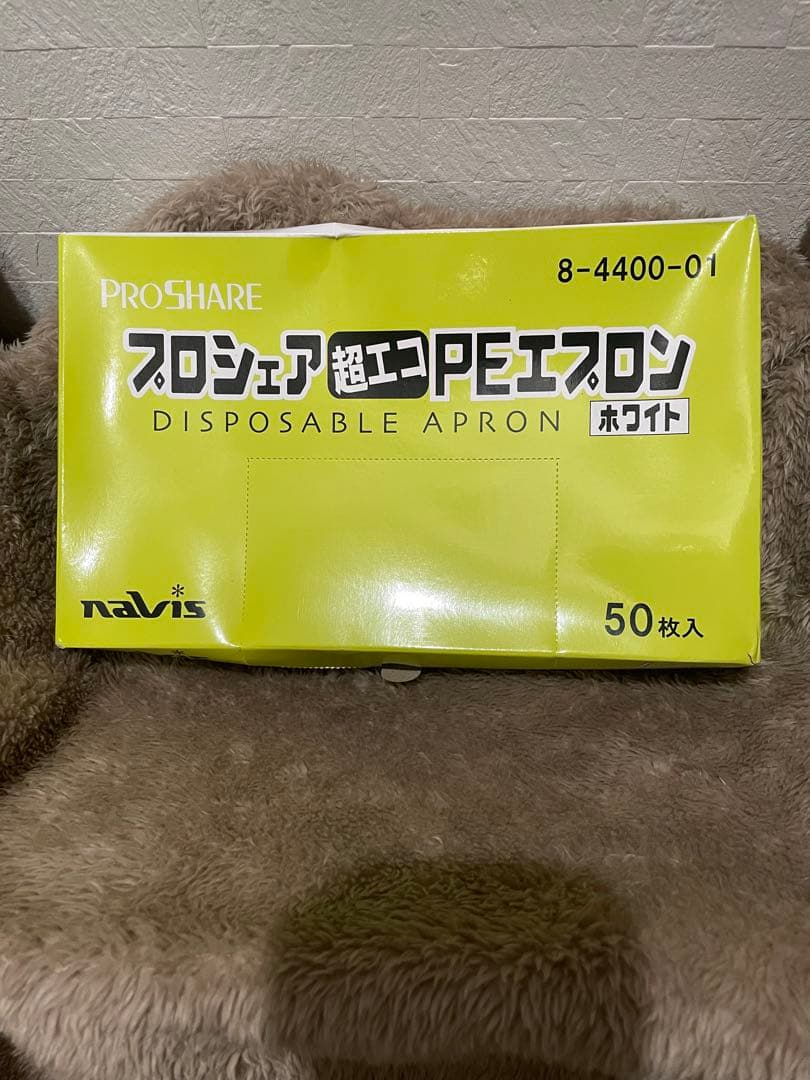 8-4400-01
PROSHARE
プロシェア超エコPEエプロン
DISPOSABLE APRON ホワイト
navis
50枚入